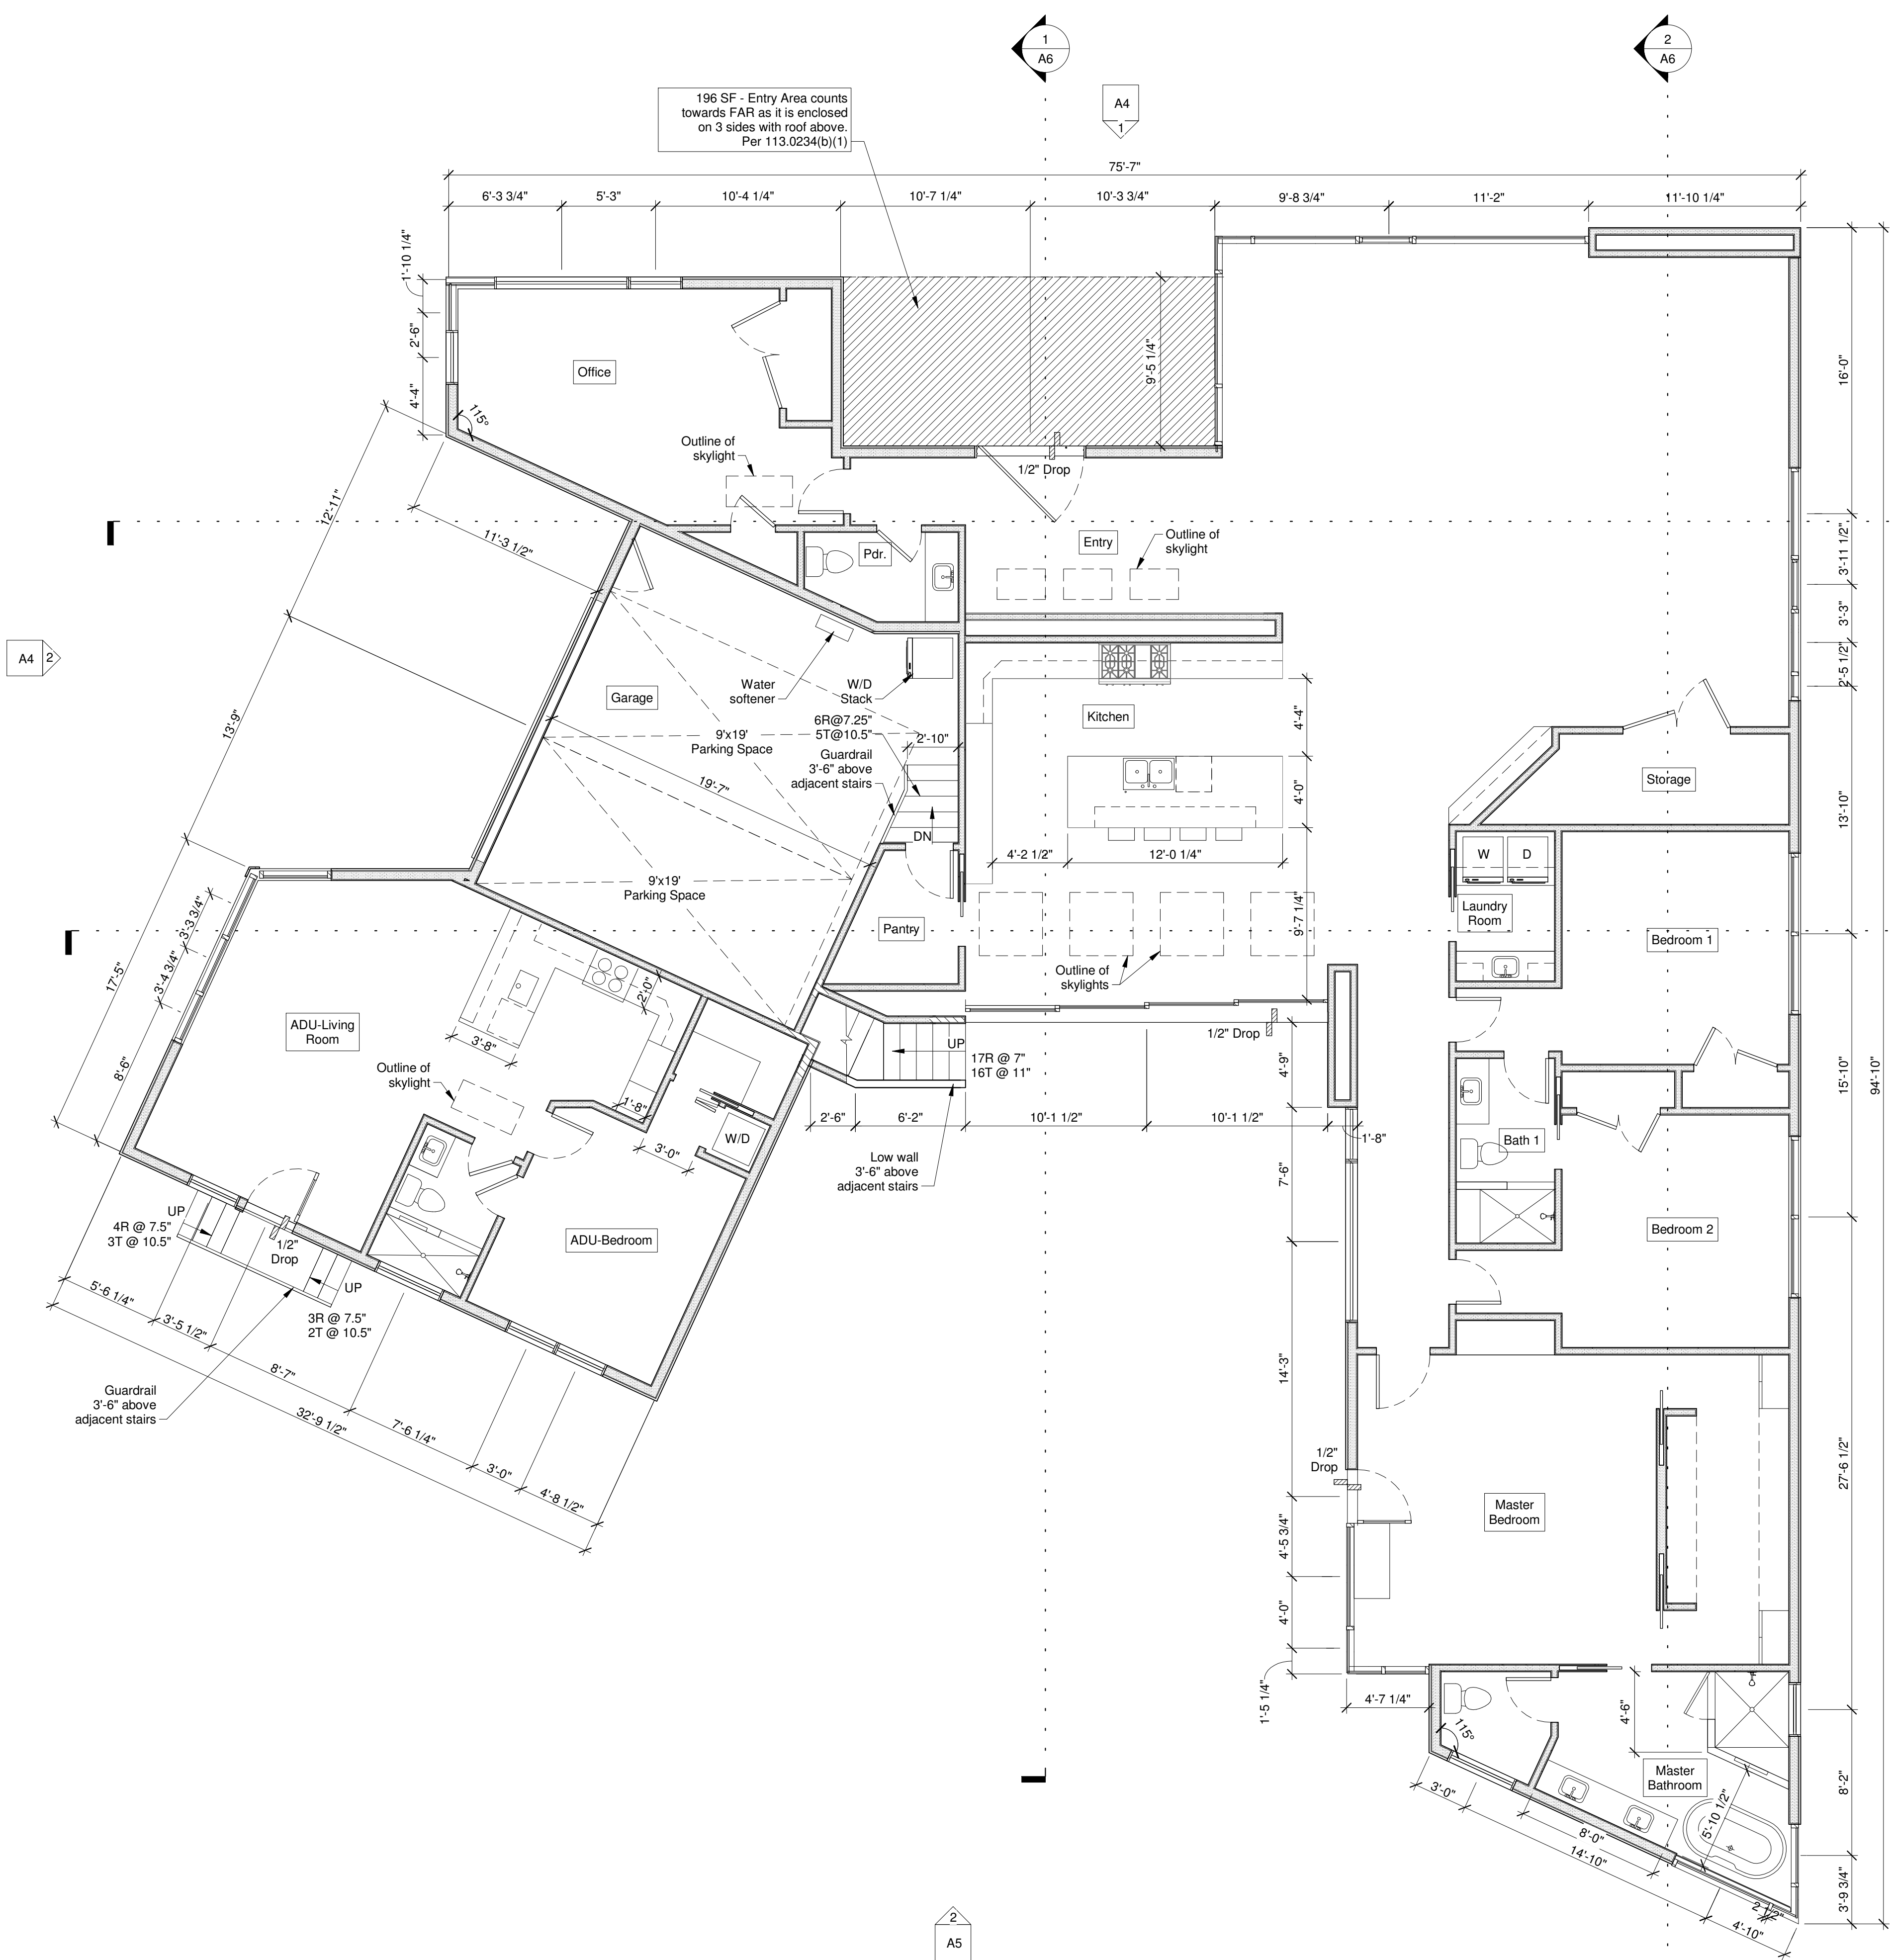 1
A6
2
A6
A4
1
196 SF - Entry Area counts
towards FAR as it is enclosed
on 3 sides with roof above.
Per 113.0234(b)(1)
75'-7"
6'-3 3/4"
5'-3"
10'-4 1/4"
10'-7 1/4"
10'-3 3/4"
9'-8 3/4"
11'-2"
11'-10 1/4"
1'-10 1/4"
2'-6"
4'-4"
115°
Office
9'-5 1/4"
16'-0"
Outline of
skylight
1/2" Drop
12'-11"
11'-3 1/2"
Pdr.
Entry
Outline of
skylight
3'-11 1/2"
3'-3"
2'-5 1/2"
A4
2
Garage
Water
softener
W/D
Stack
Kitchen
4'-4"
13'-9"
6R@7.25"
5T@10.5"
9'x19'
Parking Space
2'-10"
Guardrail
3'-6" above
adjacent stairs
19'-7"
4'-0"
Storage
13'-10"
DN
4'-2 1/2"
12'-0 1/4"
W
D
9'x19'
Parking Space
Laundry
Room
Pantry
9'-7 1/4"
Bedroom 1
3'-3 3/4"
3'-4 3/4"
17'-5"
8'-6"
2'-0"
Outline of
skylights
ADU-Living
Room
3'-8"
UP
17R @ 7"
16T @ 11"
1/2" Drop
4'-9"
15'-10"
94'-10"
Outline of
skylight
1'-8"
2'-6"
6'-2"
10'-1 1/2"
10'-1 1/2"
1'-8"
W/D
3'-0"
Bath 1
Low wall
3'-6" above
adjacent stairs
7'-6"
UP
4R @ 7.5"
3T @ 10.5"
1/2"
Drop
ADU-Bedroom
Bedroom 2
UP
3R @ 7.5"
2T @ 10.5"
5'-6 1/4"
3'-5 1/2"
8'-7"
32'-9 1/2"
7'-6 1/4"
3'-0"
4'-8 1/2"
Guardrail
3'-6" above
adjacent stairs
14'-3"
1/2"
Drop
27'-6 1/2"
Master
Bedroom
4'-5 3/4"
4'-0"
1'-5 1/4"
4'-7 1/4"
4'-6"
115°
Master
Bathroom
3'-0"
8'-0"
14'-10"
5'-10 1/2"
8'-2"
3'-9 3/4"
2 1/2"
4'-10"
2
A5